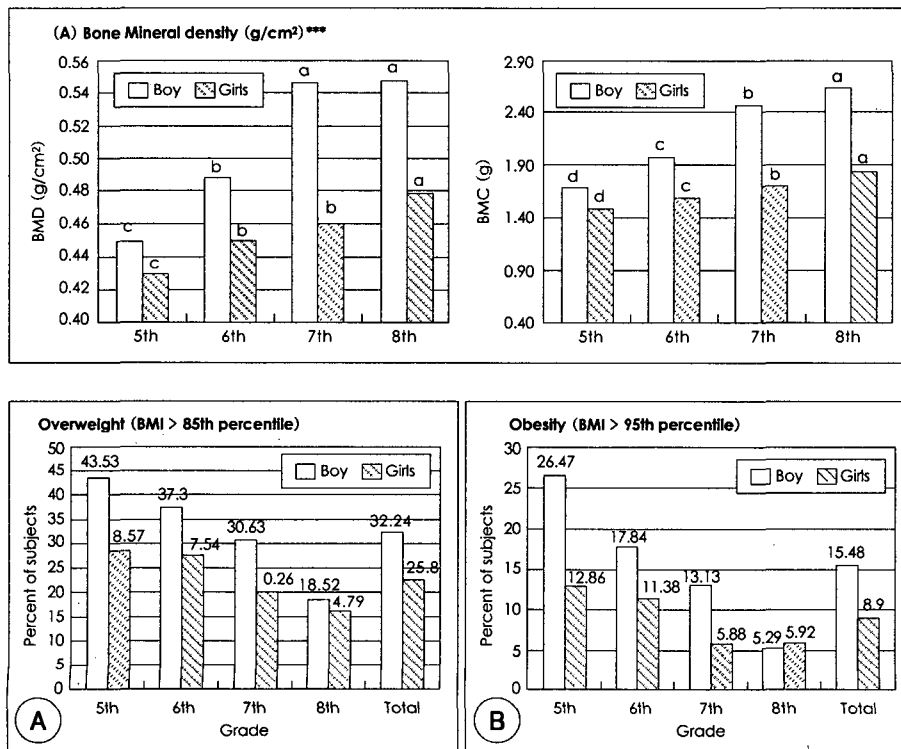 (A) Bone Mineral density (g/cm²)***
BMD (g/cm²)
0.56
0.54
0.52
0.50
0.48
0.46
0.44
0.42
0.40
Boy Girls
c c b b a b a a
5th 6th 7th 8th
BMC (g)
2.90
2.40
1.90
1.40
0.90
0.40
Boy Girls
d d c c b b a a
5th 6th 7th 8th
Overweight (BMI > 85th percentile)
Percent of subjects
50
45
40
35
30
25
20
15
10
5
0
Boy Girls
43.53 8.57 37.3 7.54 30.63 0.26 18.52 4.79 32.24 25.8
5th 6th 7th 8th Total
Grade
A
Obesity (BMI > 95th percentile)
Percent of subjects
30
25
20
15
10
5
0
Boy Girls
26.47 12.86 17.84 11.38 13.13 5.88 5.29 5.92 15.48 8.9
5th 6th 7th 8th Total
Grade
B